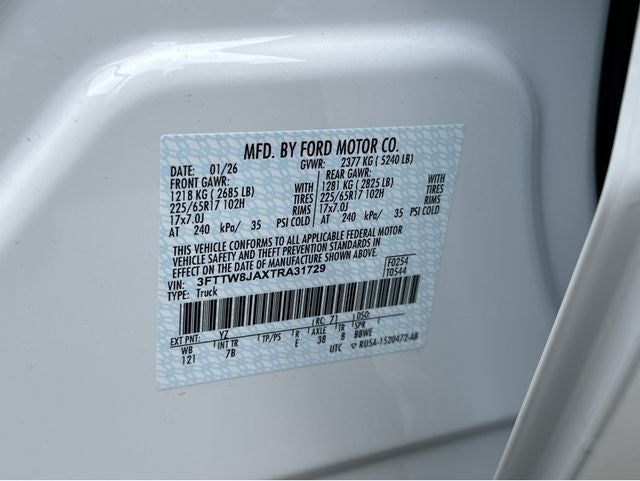 MFD. BY FORD MOTOR CO.
DATE: 01/26 GVWR: 2377 KG ( 5240 LB)
FRONT GAWR: REAR GAWR:
1218 KG ( 2685 LB) WITH 1281 KG ( 2825 LB) WITH
225/65R17 102H TIRES 225/65R17 102H TIRES
17x7.0J RIMS 17x7.0J RIMS
AT 240 kPa/ 35 PSI COLD AT 240 kPa/ 35 PSI COLD
THIS VEHICLE CONFORMS TO ALL APPLICABLE FEDERAL MOTOR
VEHICLE SAFETY AND THEFT PREVENTION STANDARDS IN
EFFECT ON THE DATE OF MANUFACTURE SHOWN ABOVE.
VIN: 3FTTW8JAXTRA31729 F0254
TYPE: Truck T0544
EXT PNT: YZ RC: 71 DSO:
WB INT TR TP/PS R AXLE TR SPR
121 7B E 38 8 BBWE
UTC RU5A-1520472-AB